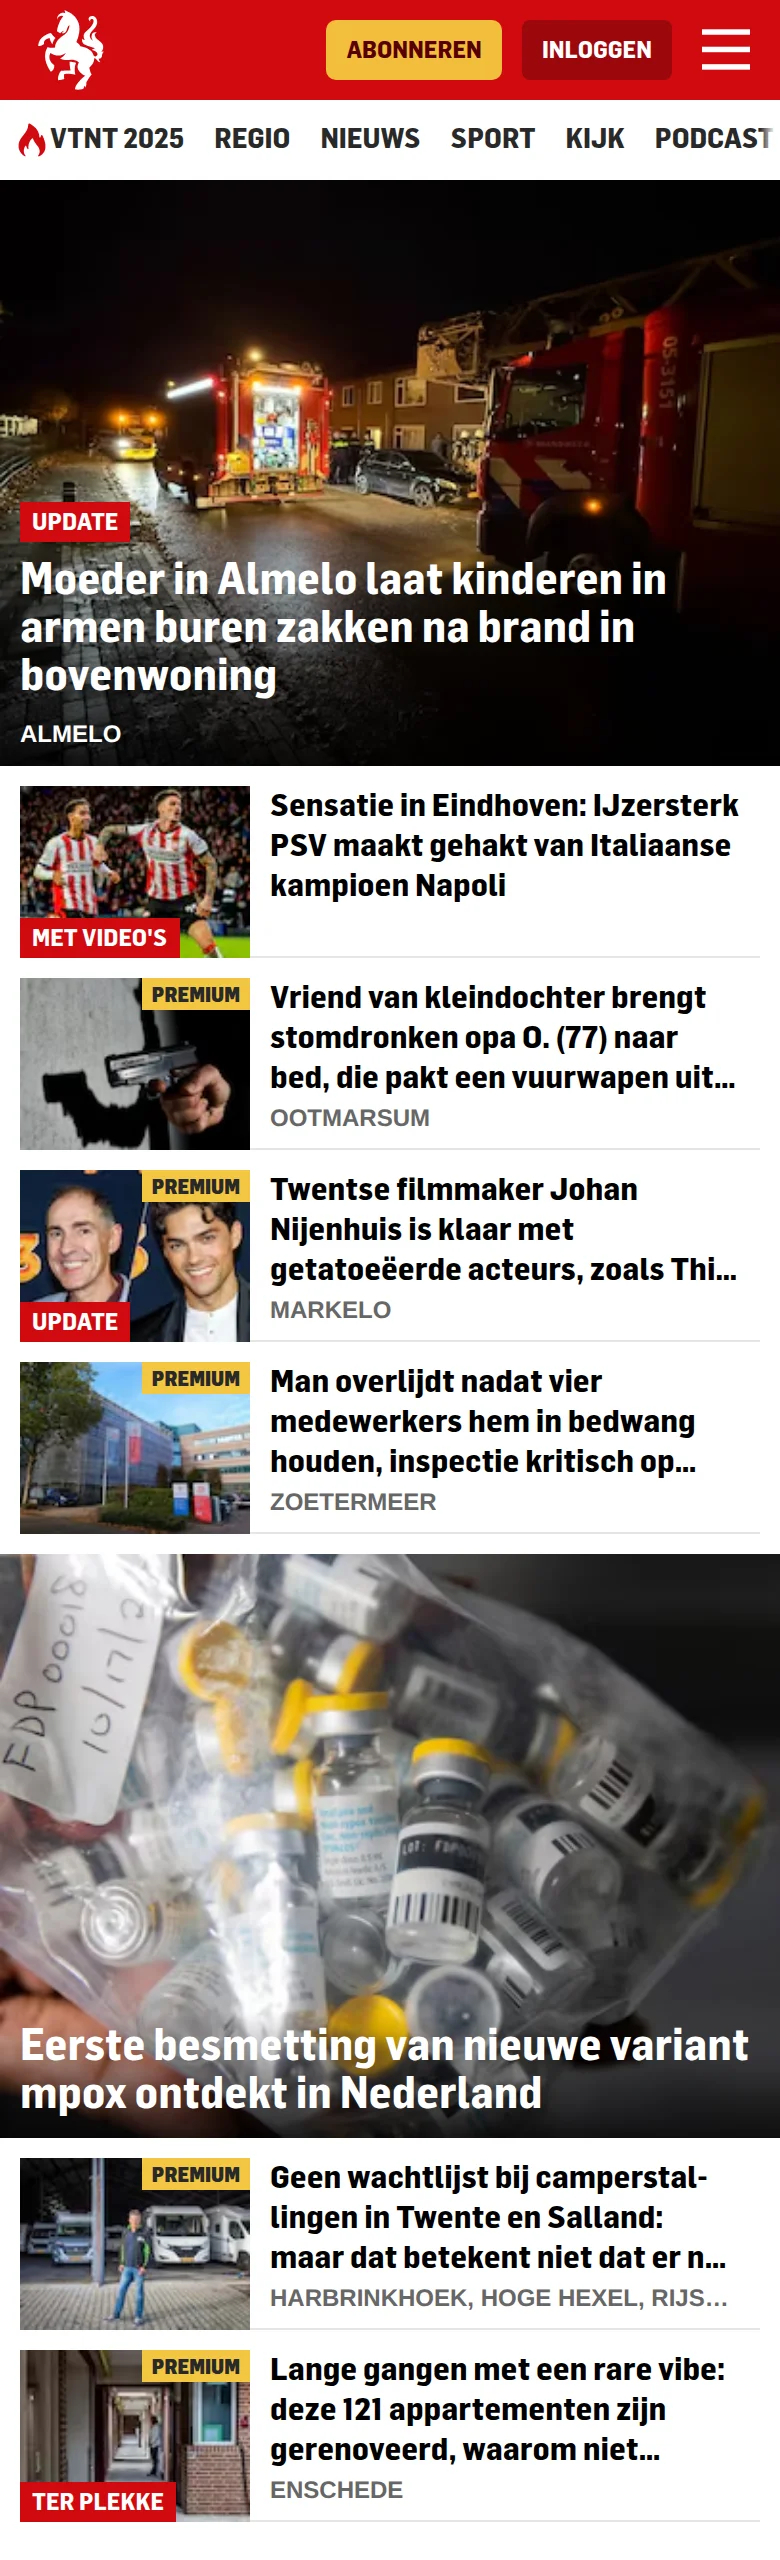 ABONNEREN
INLOGGEN
VTNT 2025 REGIO NIEUWS SPORT KIJK PODCAST
05-3151
UPDATE
Moeder in Almelo laat kinderen in
armen buren zakken na brand in
bovenwoning
ALMELO
Sensatie in Eindhoven: IJzersterk
PSV maakt gehakt van Italiaanse
kampioen Napoli
MET VIDEO'S
PREMIUM
Vriend van kleindochter brengt
stomdronken opa O. (77) naar
bed, die pakt een vuurwapen uit...
OOTMARSUM
PREMIUM
UPDATE
Twentse filmmaker Johan
Nijenhuis is klaar met
getatoeëerde acteurs, zoals Thi...
MARKELO
PREMIUM
Man overlijdt nadat vier
medewerkers hem in bedwang
houden, inspectie kritisch op...
ZOETERMEER
FDP 00018
10/17/2
Eerste besmetting van nieuwe variant
mpox ontdekt in Nederland
PREMIUM
Geen wachtlijst bij camperstal-
lingen in Twente en Salland:
maar dat betekent niet dat er n...
HARBRINKHOEK, HOGE HEXEL, RIJS...
PREMIUM
TER PLEKKE
Lange gangen met een rare vibe:
deze 121 appartementen zijn
gerenoveerd, waarom niet...
ENSCHEDE